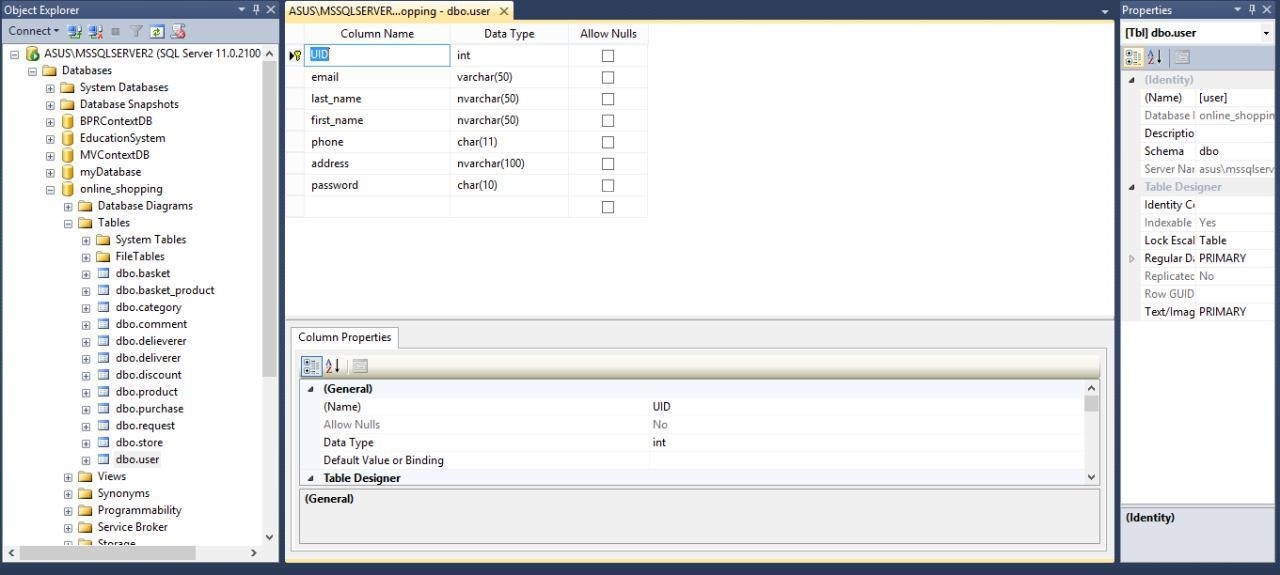 Object Explorer
Connect
ASUS\MSSQLSERVER2 (SQL Server 11.0.2100
Databases
System Databases
Database Snapshots
BPRContextDB
EducationSystem
MVContextDB
myDatabase
online_shopping
Database Diagrams
Tables
System Tables
FileTables
dbo.basket
dbo.basket_product
dbo.category
dbo.comment
dbo.delieverer
dbo.deliverer
dbo.discount
dbo.product
dbo.purchase
dbo.request
dbo.store
dbo.user
Views
Synonyms
Programmability
Service Broker
Storage
ASUS\MSSQLSERVER...opping - dbo.user
Column Name Data Type Allow Nulls
UID int
email varchar(50)
last_name nvarchar(50)
first_name nvarchar(50)
phone char(11)
address nvarchar(100)
password char(10)
Column Properties
(General)
(Name) UID
Allow Nulls No
Data Type int
Default Value or Binding
Table Designer
(General)
Properties
[Tbl] dbo.user
(Identity)
(Name) [user]
Database online_shoppin
Descriptio
Schema dbo
Server Nar asus\mssqlserv
Table Designer
Identity Co
Indexable Yes
Lock Escal Table
Regular Da PRIMARY
Replicated No
Row GUID
Text/Imag PRIMARY
(Identity)